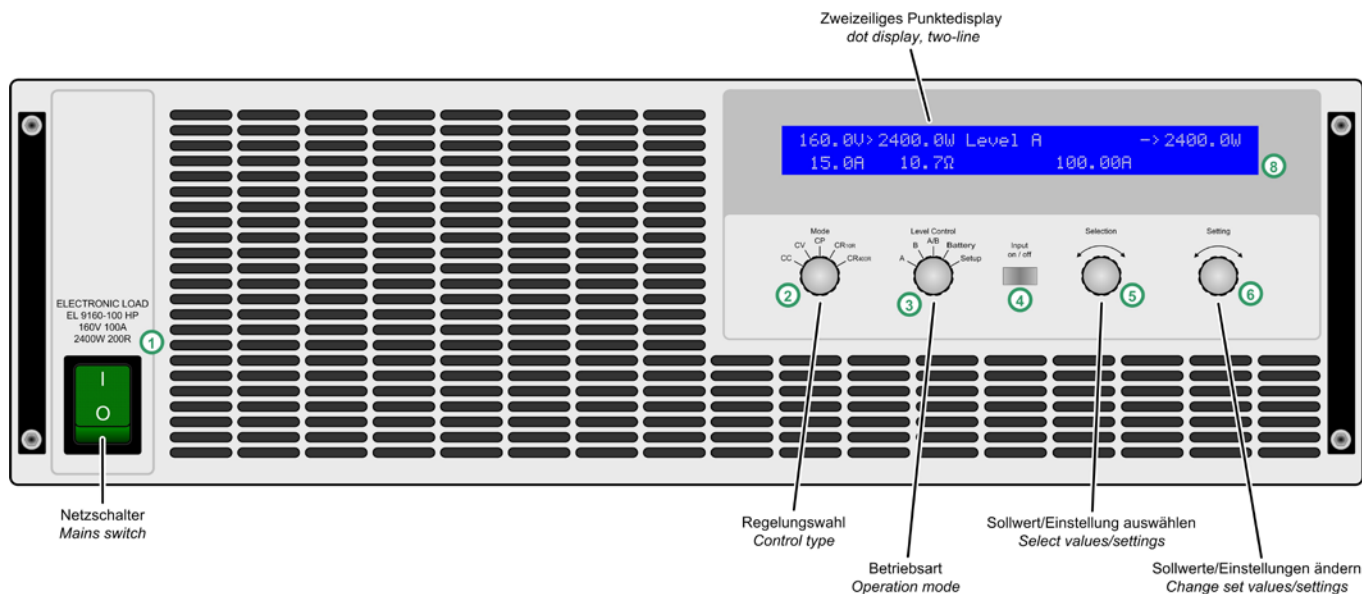 Zweizeiliges Punktedisplay
dot display, two-line
160.0V>2400.0W Level A ->2400.0W
15.0A 10.7Ω 100.00A
8
Mode
CC CV CP CR10R CR400R
2
Level Control
A B A/B Battery Setup
3
Input
on / off
4
Selection
5
Setting
6
ELECTRONIC LOAD
EL 9160-100 HP
160V 100A
2400W 200R
1
I
O
Netzschalter
Mains switch
Regelungswahl
Control type
Betriebsart
Operation mode
Sollwert/Einstellung auswählen
Select values/settings
Sollwerte/Einstellungen ändern
Change set values/settings